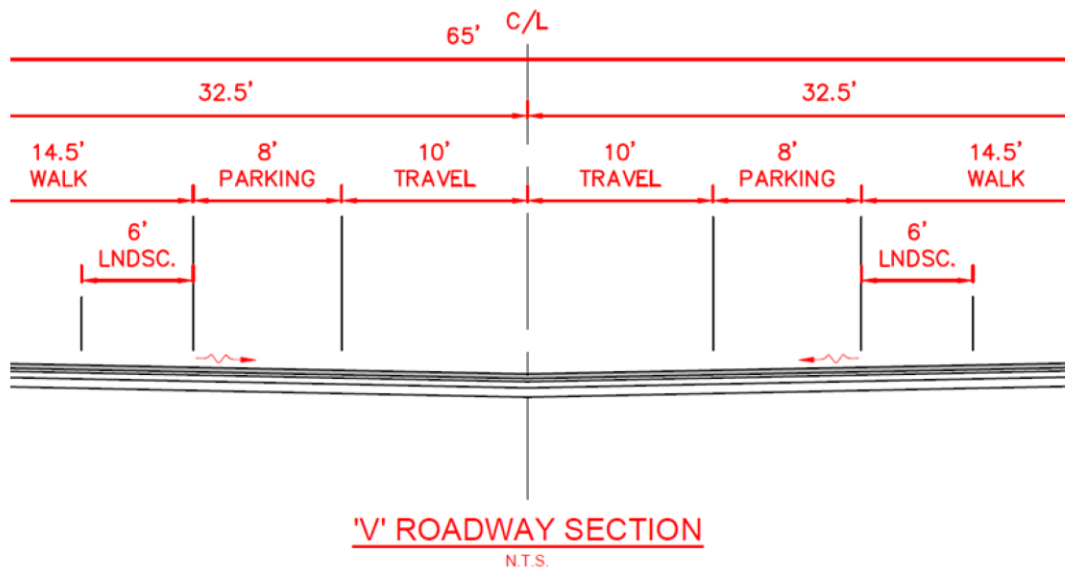 C/L
65'
32.5'
32.5'
14.5'
WALK
8'
PARKING
10'
TRAVEL
10'
TRAVEL
8'
PARKING
14.5'
WALK
6'
LNDSC.
6'
LNDSC.
'V' ROADWAY SECTION
N.T.S.